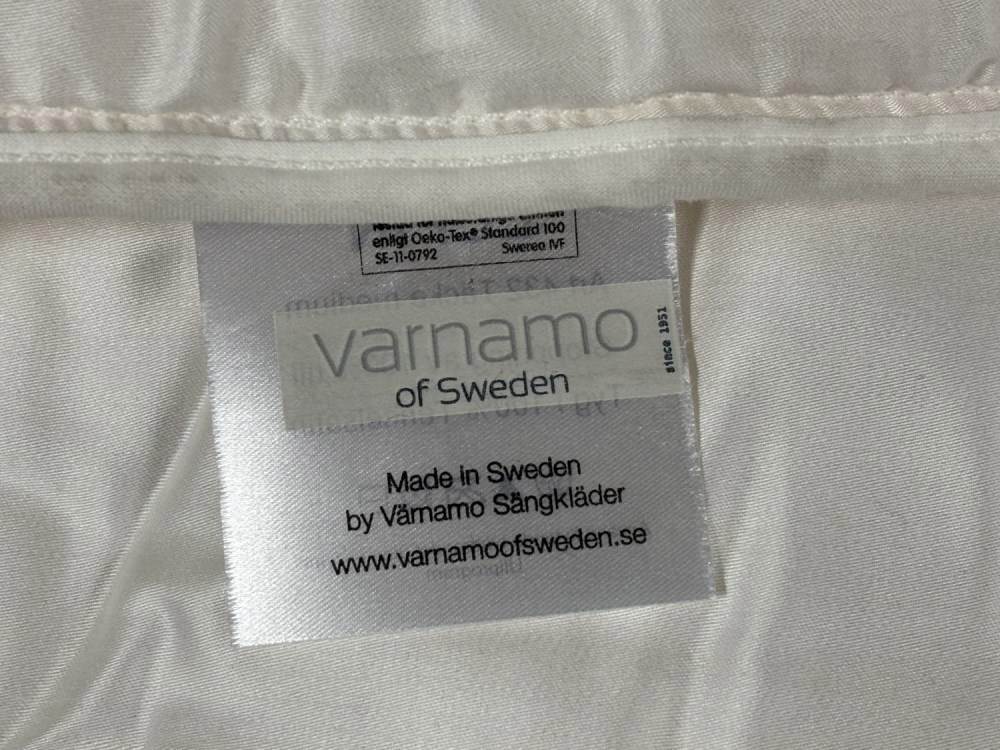 enligt Oeko-Tex® Standard 100
SE-11-0792 Swerea IVF
varnamo
of Sweden
since 1951
Made in Sweden
by Värnamo Sängkläder
www.varnamoofsweden.se